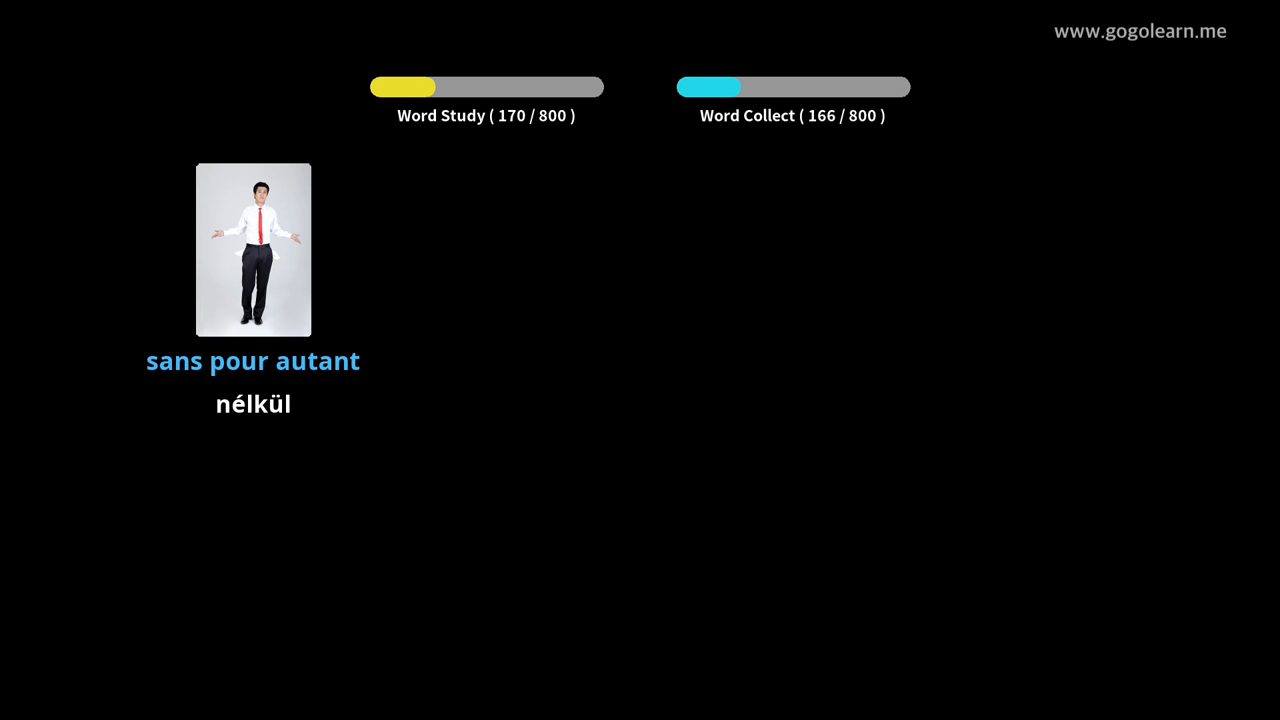 www.gogolearn.me
Word Study ( 170 / 800 )
Word Collect ( 166 / 800 )
sans pour autant
nélkül